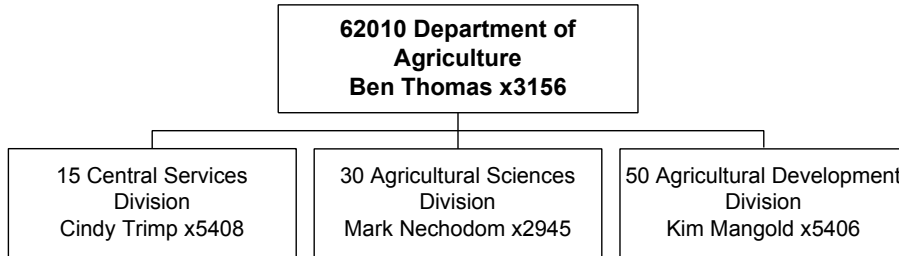 62010 Department of
Agriculture
Ben Thomas x3156
15 Central Services
Division
Cindy Trimp x5408
30 Agricultural Sciences
Division
Mark Nechodom x2945
50 Agricultural Development
Division
Kim Mangold x5406